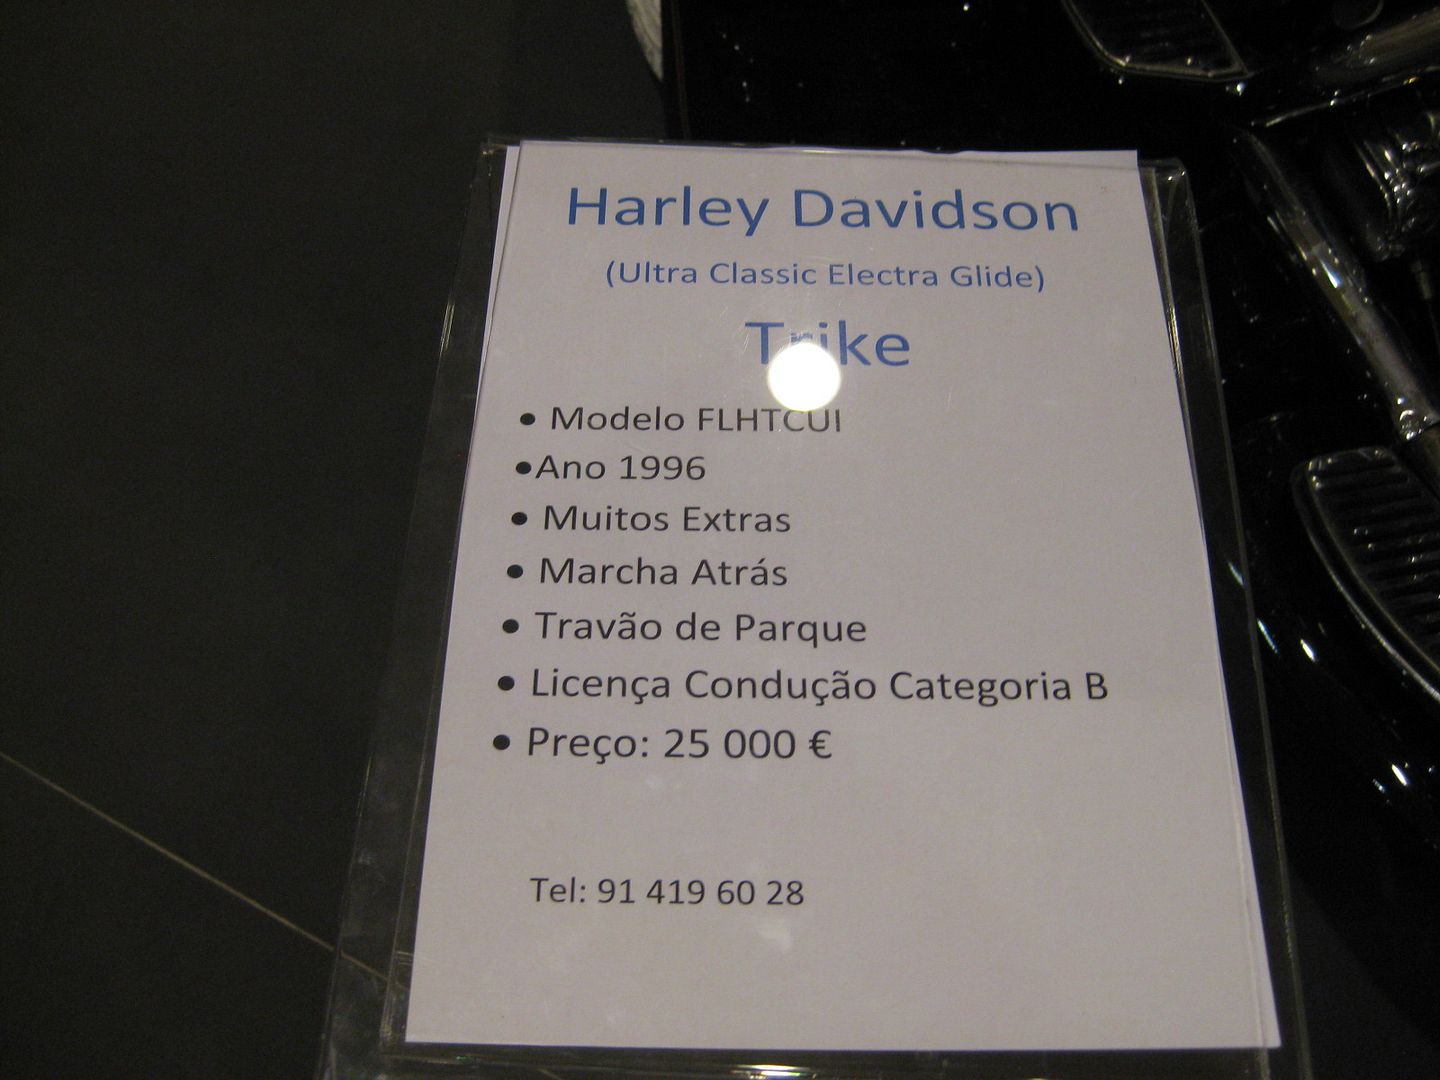 Harley Davidson
(Ultra Classic Electra Glide)
Trike
• Modelo FLHTCUI
•Ano 1996
• Muitos Extras
• Marcha Atrás
• Travão de Parque
• Licença Condução Categoria B
• Preço: 25 000 €
Tel: 91 419 60 28